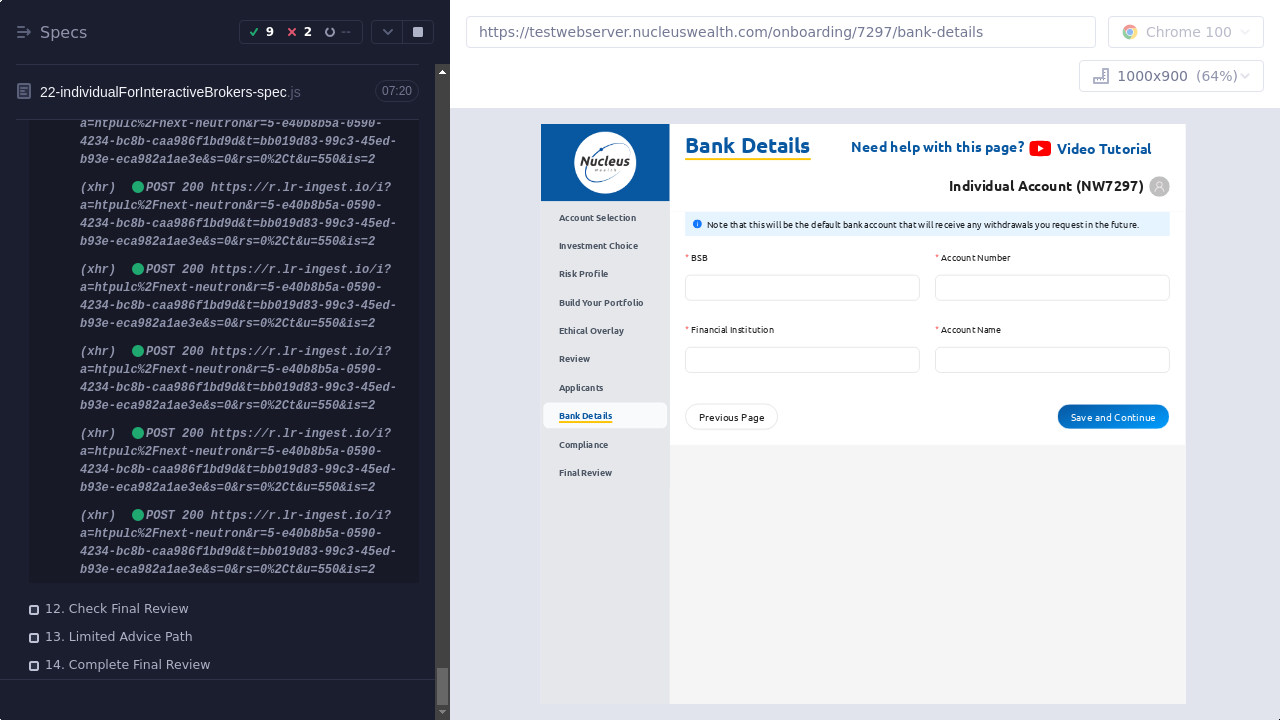 Specs
9
2
--
22-individualForInteractiveBrokers-spec.js
07:20
a=htpulc%2Fnext-neutron&r=5-e40b8b5a-0590-
4234-bc8b-caa986f1bd9d&t=bb019d83-99c3-45ed-
b93e-eca982a1ae3e&s=0&rs=0%2Ct&u=550&is=2
(xhr) POST 200 https://r.lr-ingest.io/i?
a=htpulc%2Fnext-neutron&r=5-e40b8b5a-0590-
4234-bc8b-caa986f1bd9d&t=bb019d83-99c3-45ed-
b93e-eca982a1ae3e&s=0&rs=0%2Ct&u=550&is=2
(xhr) POST 200 https://r.lr-ingest.io/i?
a=htpulc%2Fnext-neutron&r=5-e40b8b5a-0590-
4234-bc8b-caa986f1bd9d&t=bb019d83-99c3-45ed-
b93e-eca982a1ae3e&s=0&rs=0%2Ct&u=550&is=2
(xhr) POST 200 https://r.lr-ingest.io/i?
a=htpulc%2Fnext-neutron&r=5-e40b8b5a-0590-
4234-bc8b-caa986f1bd9d&t=bb019d83-99c3-45ed-
b93e-eca982a1ae3e&s=0&rs=0%2Ct&u=550&is=2
(xhr) POST 200 https://r.lr-ingest.io/i?
a=htpulc%2Fnext-neutron&r=5-e40b8b5a-0590-
4234-bc8b-caa986f1bd9d&t=bb019d83-99c3-45ed-
b93e-eca982a1ae3e&s=0&rs=0%2Ct&u=550&is=2
(xhr) POST 200 https://r.lr-ingest.io/i?
a=htpulc%2Fnext-neutron&r=5-e40b8b5a-0590-
4234-bc8b-caa986f1bd9d&t=bb019d83-99c3-45ed-
b93e-eca982a1ae3e&s=0&rs=0%2Ct&u=550&is=2
12. Check Final Review
13. Limited Advice Path
14. Complete Final Review
https://testwebserver.nucleuswealth.com/onboarding/7297/bank-details
Chrome 100
1000x900 (64%)
Nucleus
Wealth
Account Selection
Investment Choice
Risk Profile
Build Your Portfolio
Ethical Overlay
Review
Applicants
Bank Details
Compliance
Final Review
Bank Details
Need help with this page?
Video Tutorial
Individual Account (NW7297)
Note that this will be the default bank account that will receive any withdrawals you request in the future.
* BSB
* Account Number
* Financial Institution
* Account Name
Previous Page
Save and Continue